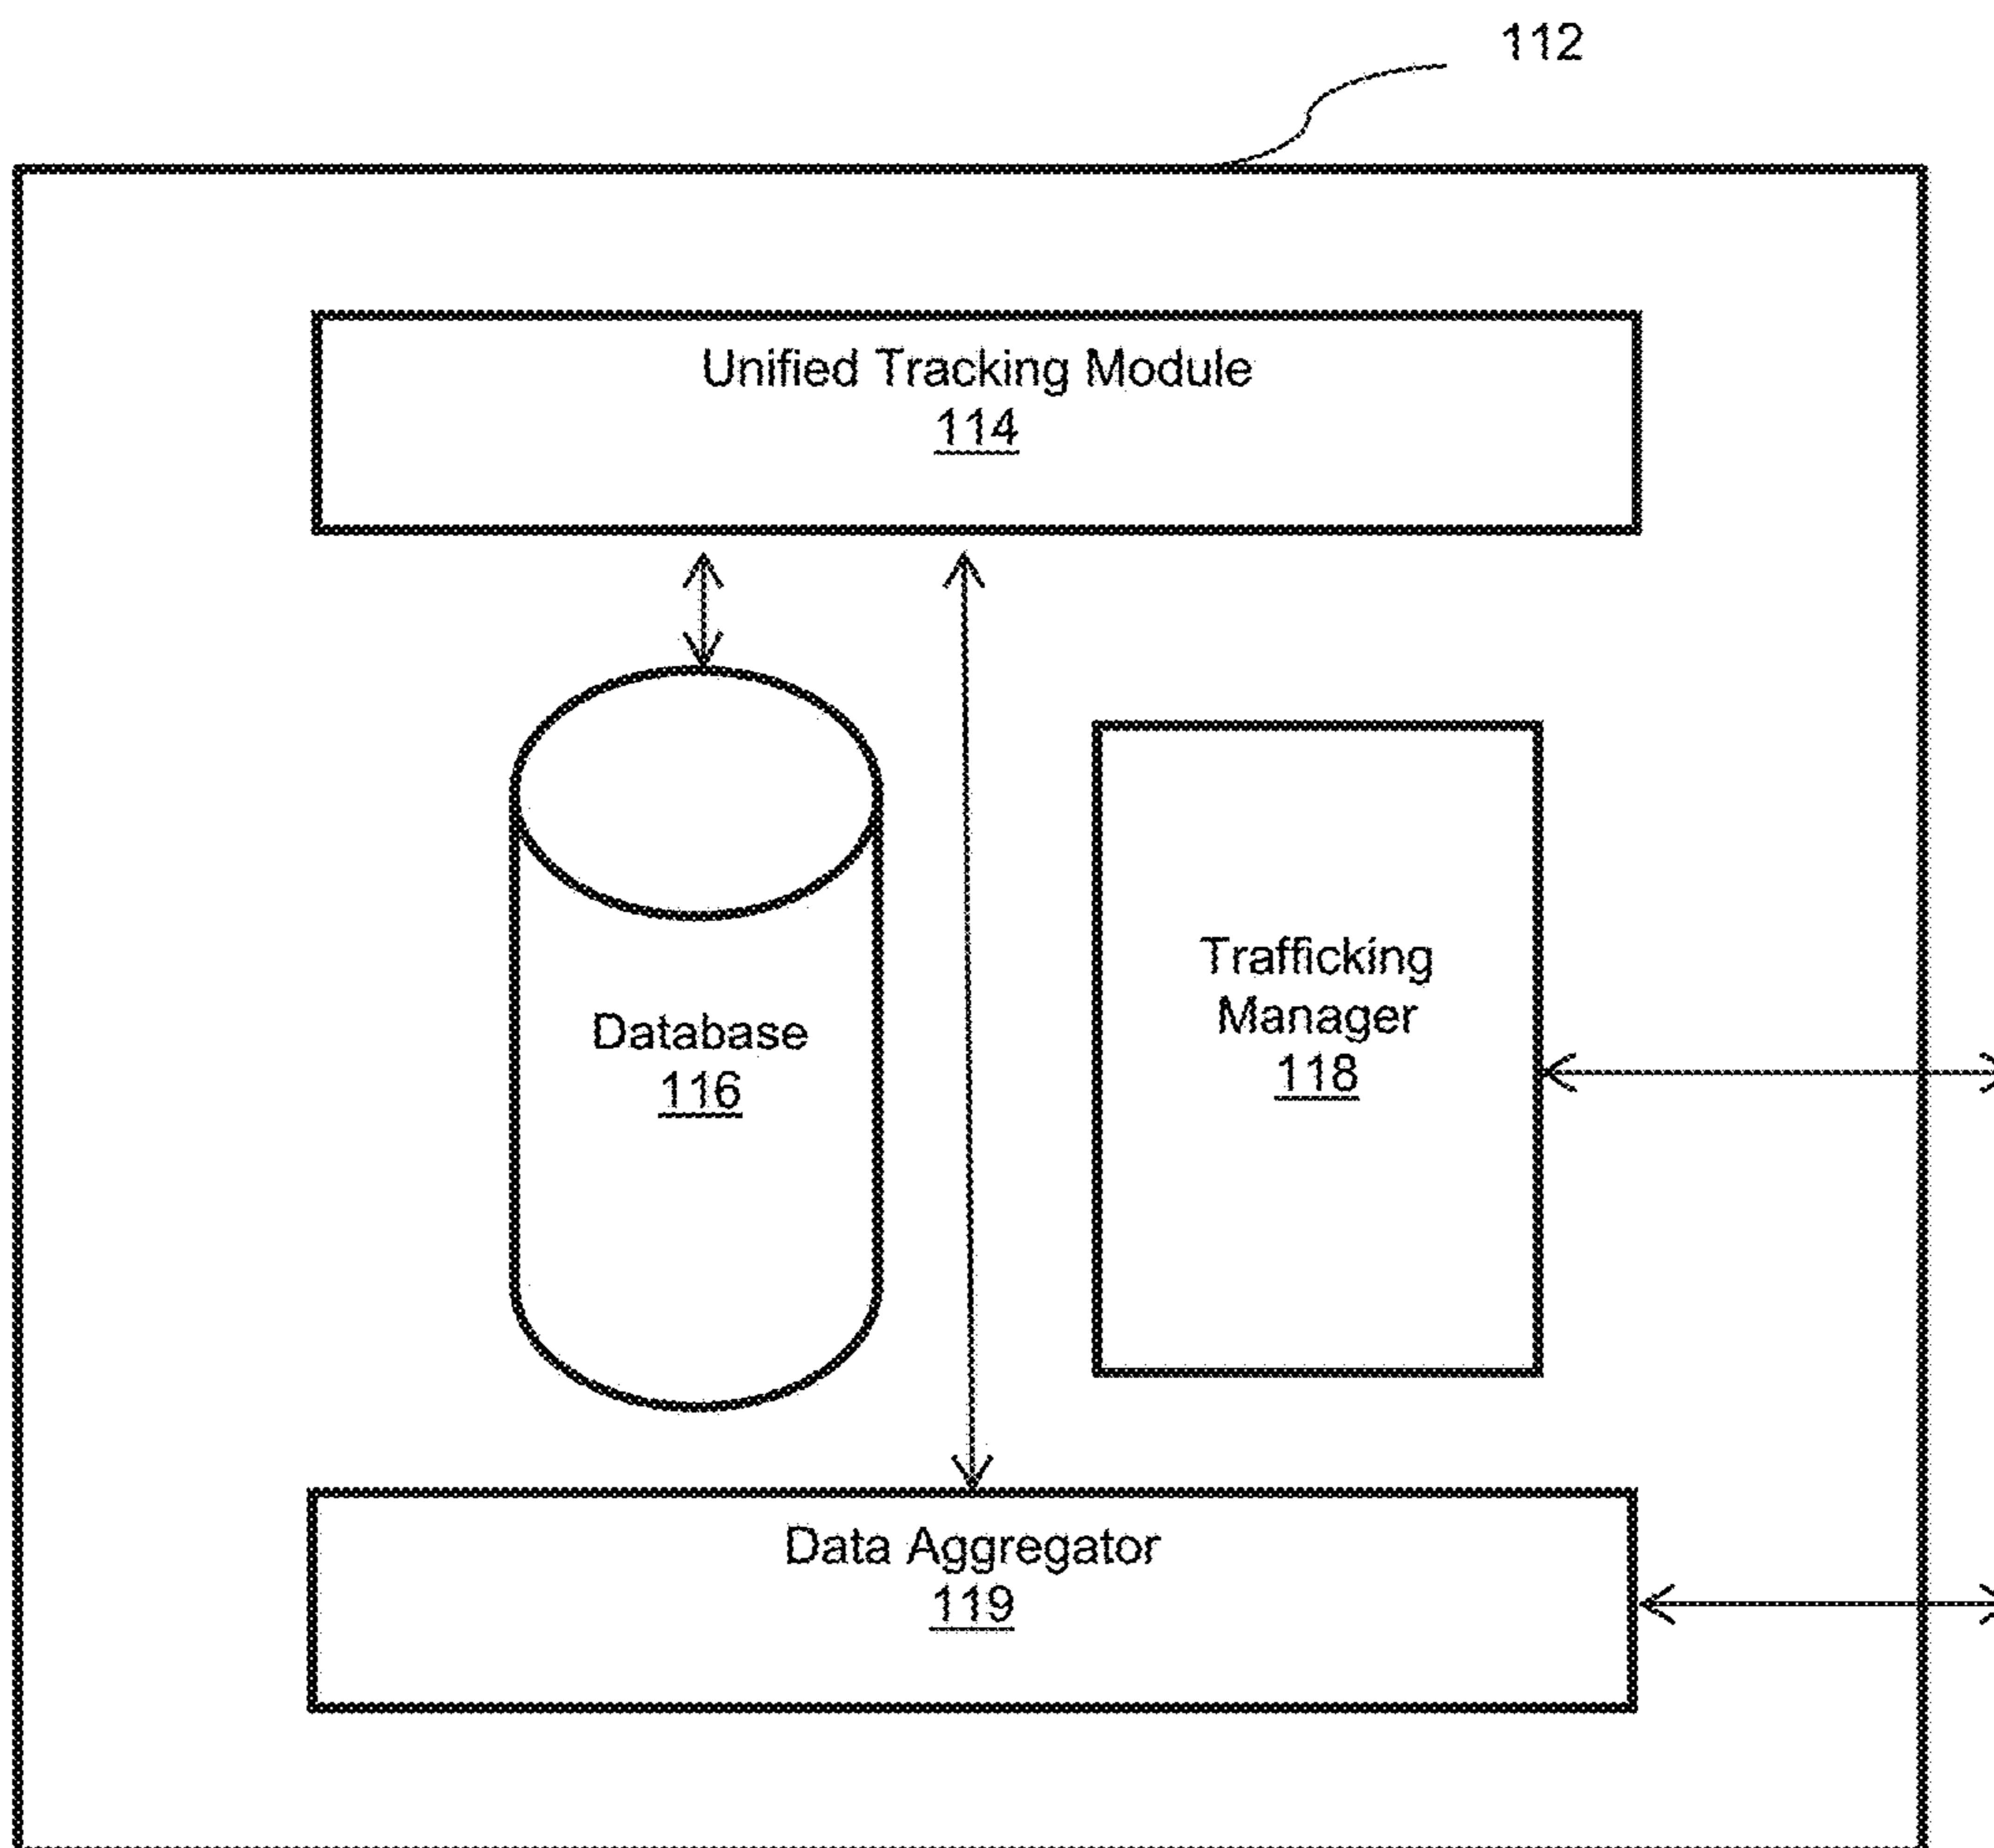 112
Unified Tracking Module
114
Database
116
Trafficking
Manager
118
Data Aggregator
119